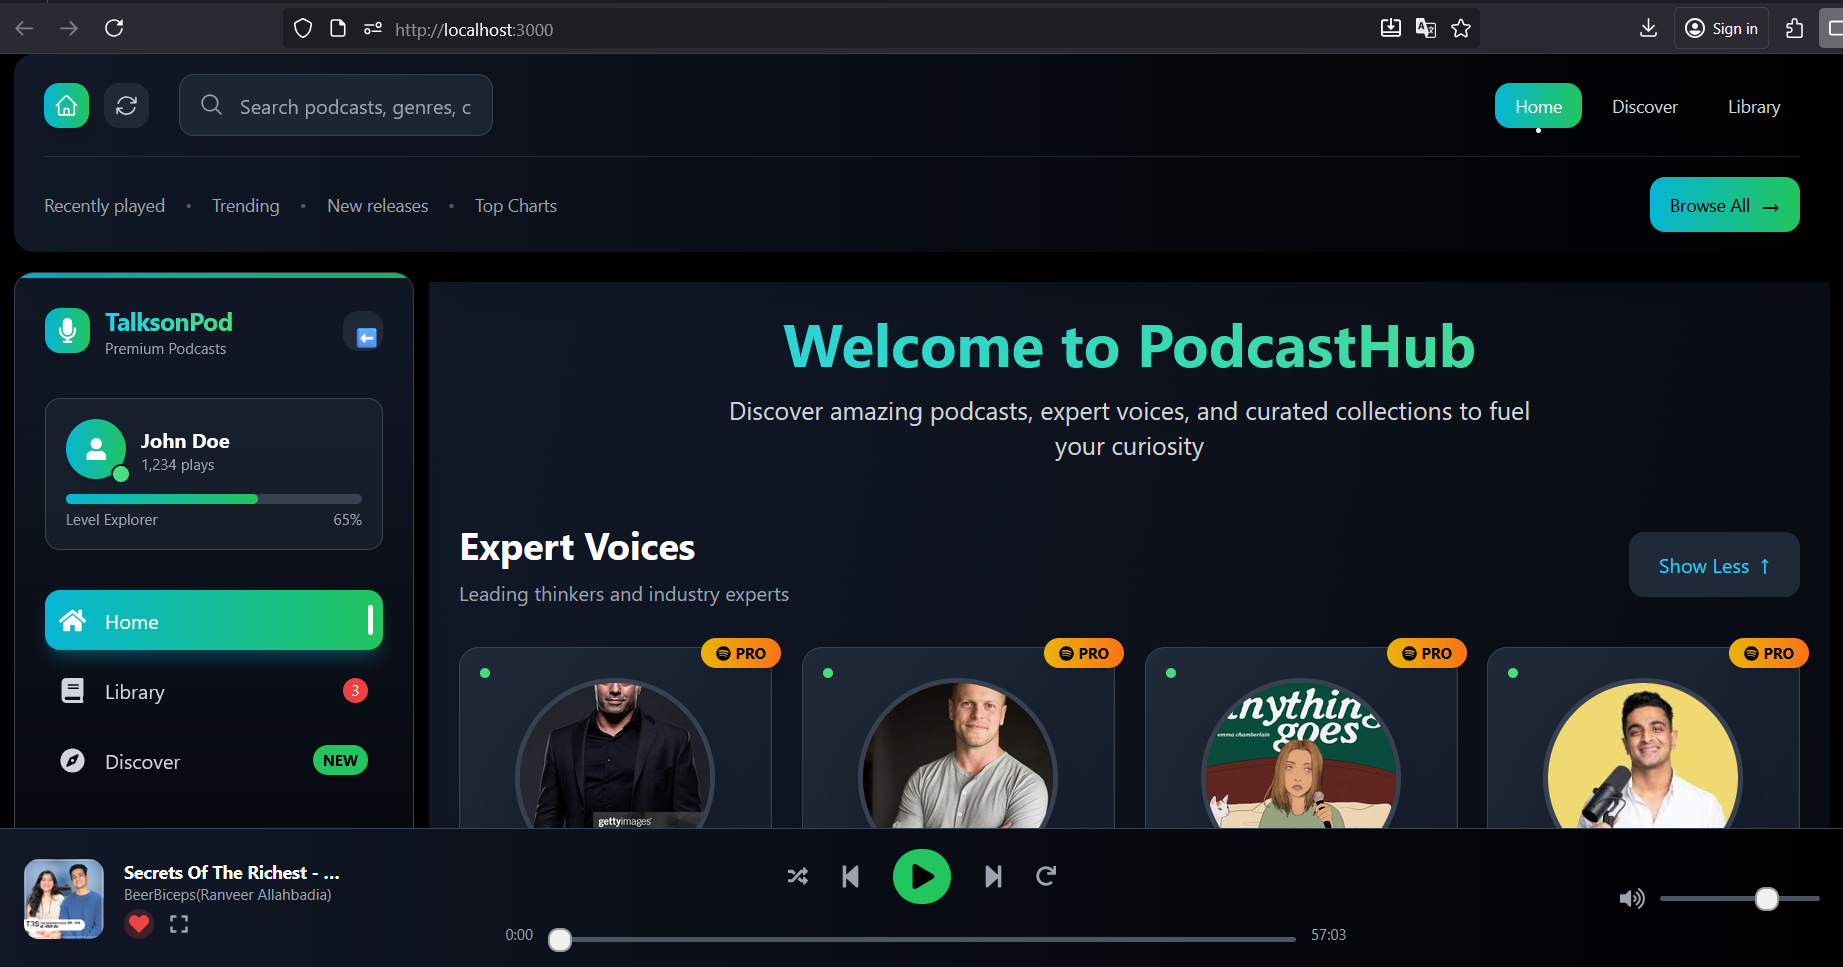 http://localhost:3000
Sign in
Search podcasts, genres, c
Home
Discover
Library
Recently played • Trending • New releases • Top Charts
Browse All →
TalksonPod
Premium Podcasts
John Doe
1,234 plays
Level Explorer
65%
Home
Library
3
Discover
NEW
Welcome to PodcastHub
Discover amazing podcasts, expert voices, and curated collections to fuel
your curiosity
Expert Voices
Leading thinkers and industry experts
Show Less ↑
PRO
PRO
PRO
PRO
gettyimages
anything
goes
emma chamberlain
TRS
Secrets Of The Richest - ...
BeerBiceps(Ranveer Allahbadia)
0:00
57:03